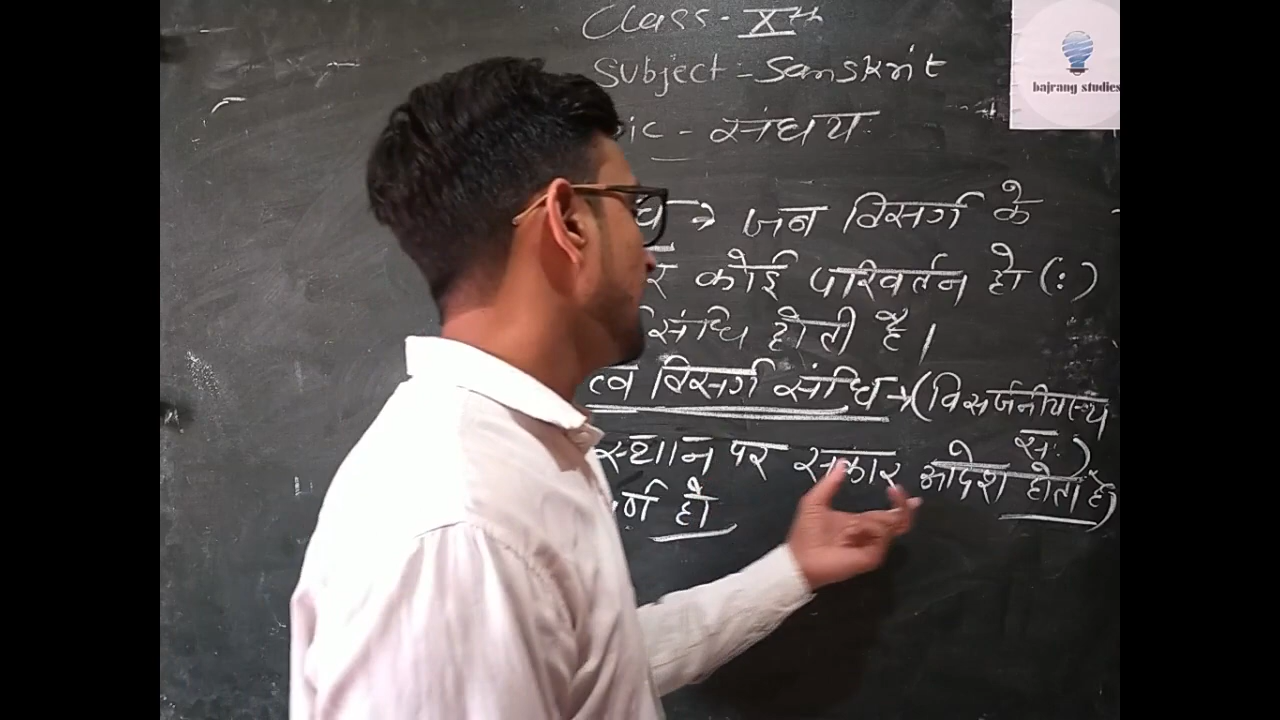 Class - Xth
Subject - Sanskrit
ic - संधय
bajrang studies
जब विसर्ग के
र कोई परिवर्तन हो (:)
संधि होती है।
त्व विसर्ग संधि → (विसर्जनीयस्य
सः)
स्थान पर सकार आदेश होता है)
र्ण हो